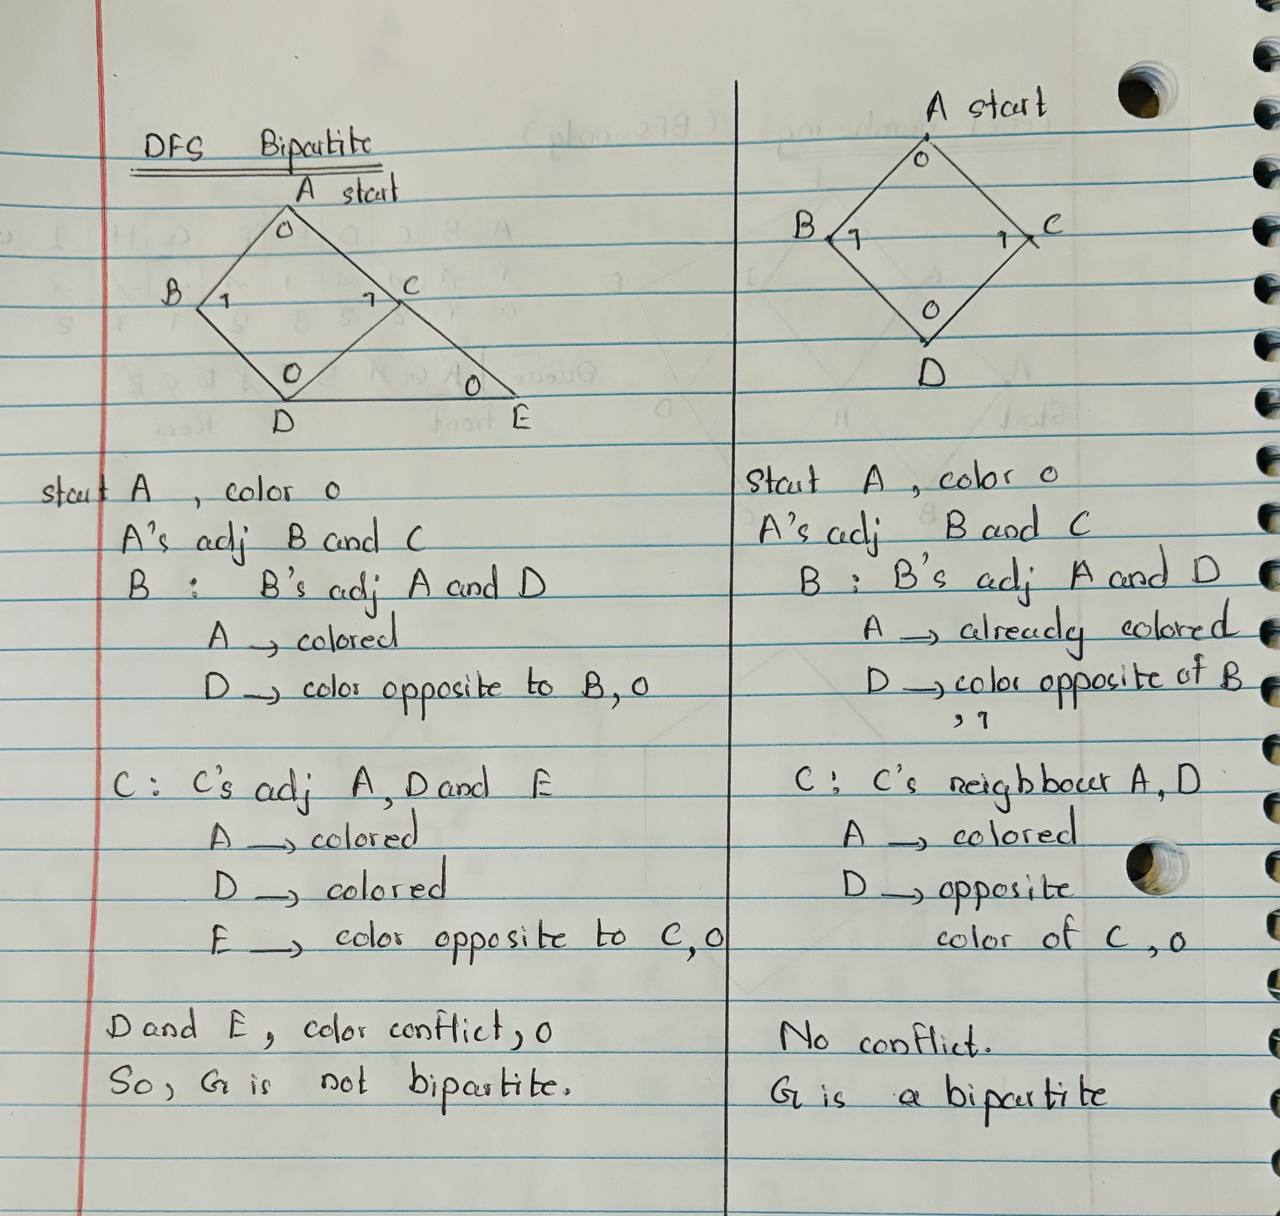 DFS Bipartite
A start
0
B 1
1 C
0
0
D
E
start A , color 0
A's adj B and C
B : B's adj A and D
A → colored
D → color opposite to B, 0
C : C's adj A, D and E
A → colored
D → colored
E → color opposite to C, 0
D and E, color conflict, 0
So, G is not bipartite.
A start
0
B 1
1 C
0
D
Start A , color 0
A's adj B and C
B : B's adj A and D
A → already colored
D → color opposite of B
, 1
C : C's neighbour A, D
A → colored
D → opposite
color of C, 0
No conflict.
G is a bipartite